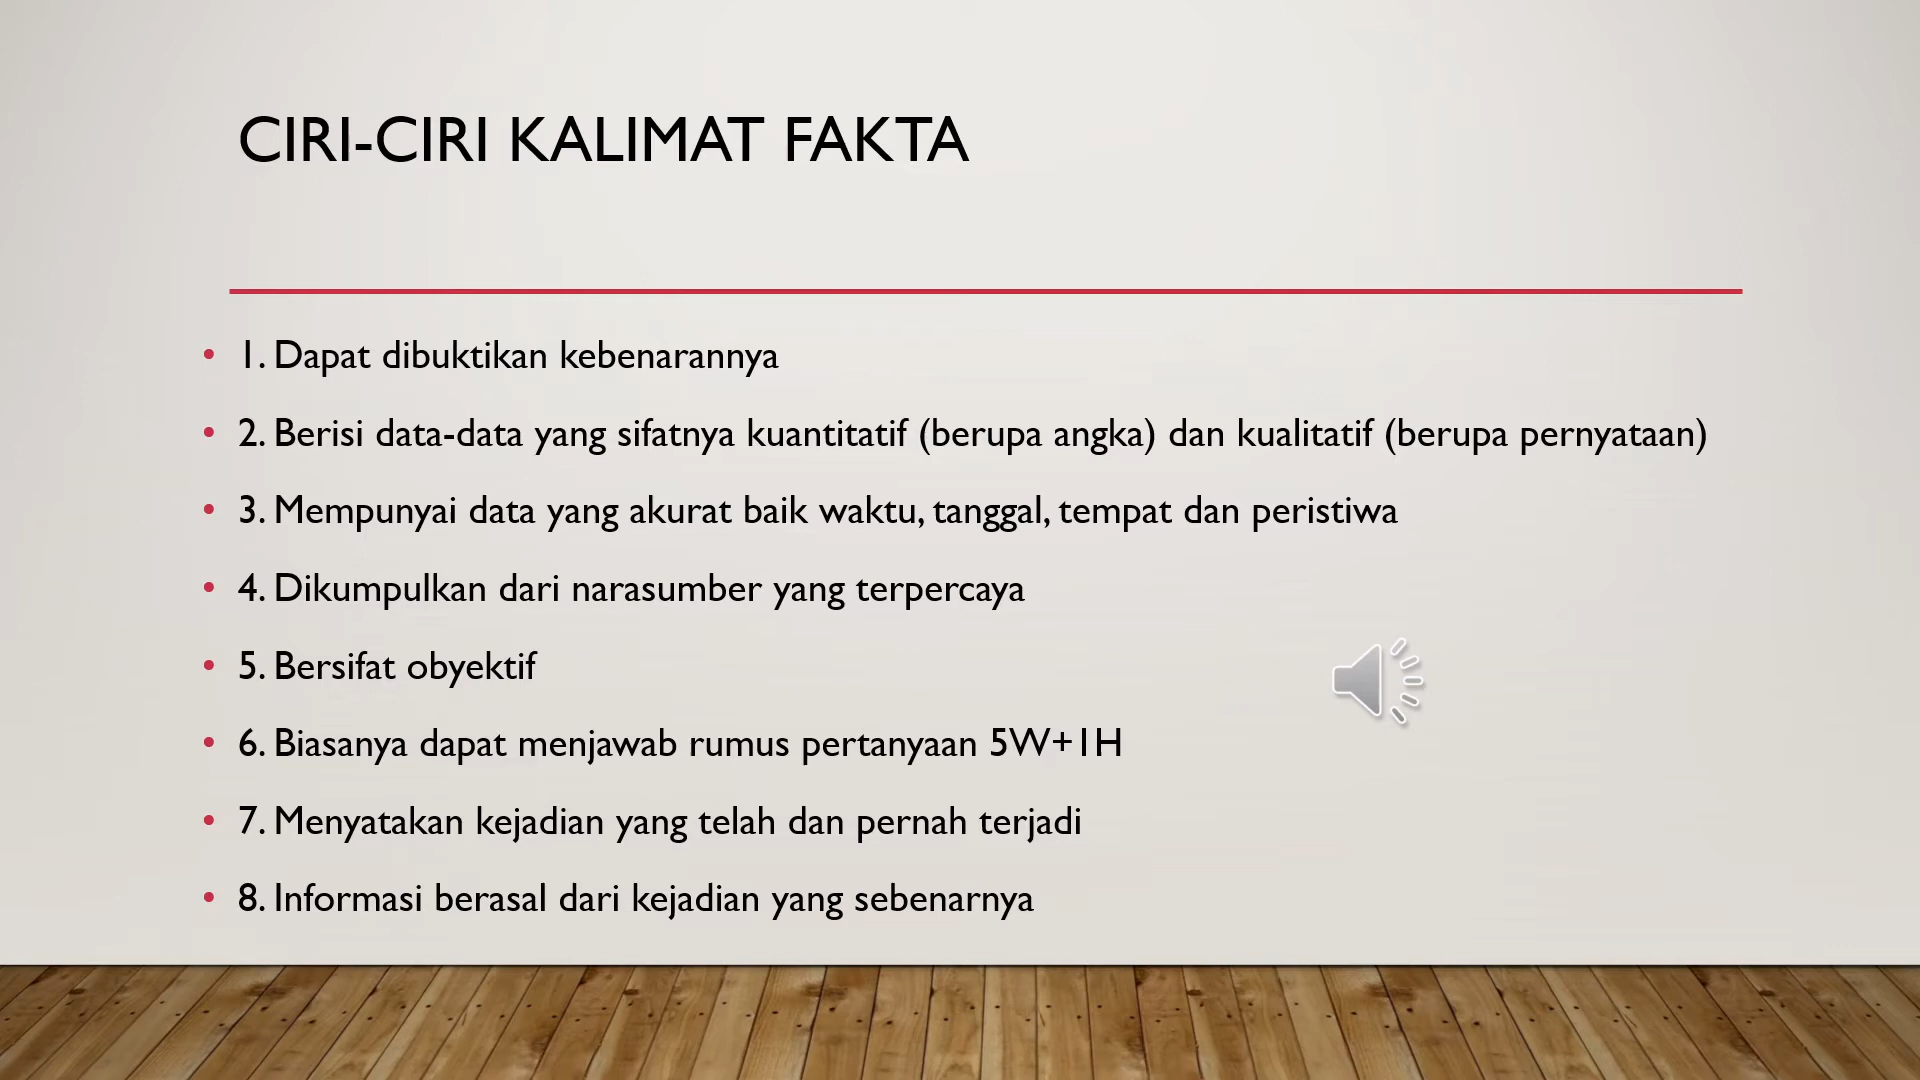 CIRI-CIRI KALIMAT FAKTA
• 1. Dapat dibuktikan kebenarannya
• 2. Berisi data-data yang sifatnya kuantitatif (berupa angka) dan kualitatif (berupa pernyataan)
• 3. Mempunyai data yang akurat baik waktu, tanggal, tempat dan peristiwa
• 4. Dikumpulkan dari narasumber yang terpercaya
• 5. Bersifat obyektif
• 6. Biasanya dapat menjawab rumus pertanyaan 5W+1H
• 7. Menyatakan kejadian yang telah dan pernah terjadi
• 8. Informasi berasal dari kejadian yang sebenarnya